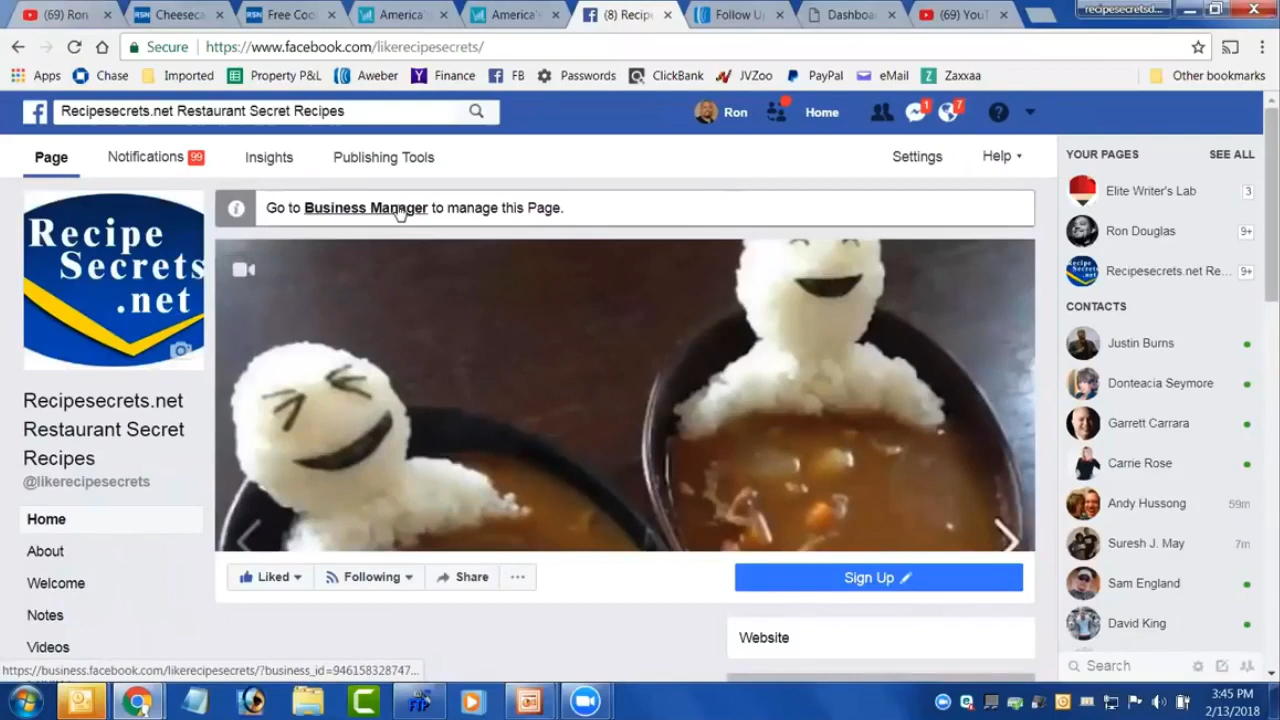 (69) Ron
Cheeseca
Free Coo
America'
America'
(8) Recipe
Follow Up
Dashboa
(69) YouT
recipesecretsd...
Secure
https://www.facebook.com/likerecipesecrets/
Apps
Chase
Imported
Property P&L
Aweber
Finance
FB
Passwords
ClickBank
JVZoo
PayPal
eMail
Zaxxaa
Other bookmarks
Recipesecrets.net Restaurant Secret Recipes
Ron
Home
1
7
Page
Notifications 99
Insights
Publishing Tools
Settings
Help
YOUR PAGES
SEE ALL
Elite Writer's Lab
3
Ron Douglas
9+
Recipesecrets.net Re...
9+
CONTACTS
Justin Burns
Donteacia Seymore
Garrett Carrara
Carrie Rose
Andy Hussong
59m
Suresh J. May
7m
Sam England
David King
Search
Go to Business Manager to manage this Page.
Recipe
Secrets
.net
Recipesecrets.net
Restaurant Secret
Recipes
@likerecipesecrets
Home
About
Welcome
Notes
Videos
Liked
Following
Share
Sign Up
Website
https://business.facebook.com/likerecipesecrets/?business_id=946158328747...
FTP
3:45 PM
2/13/2018